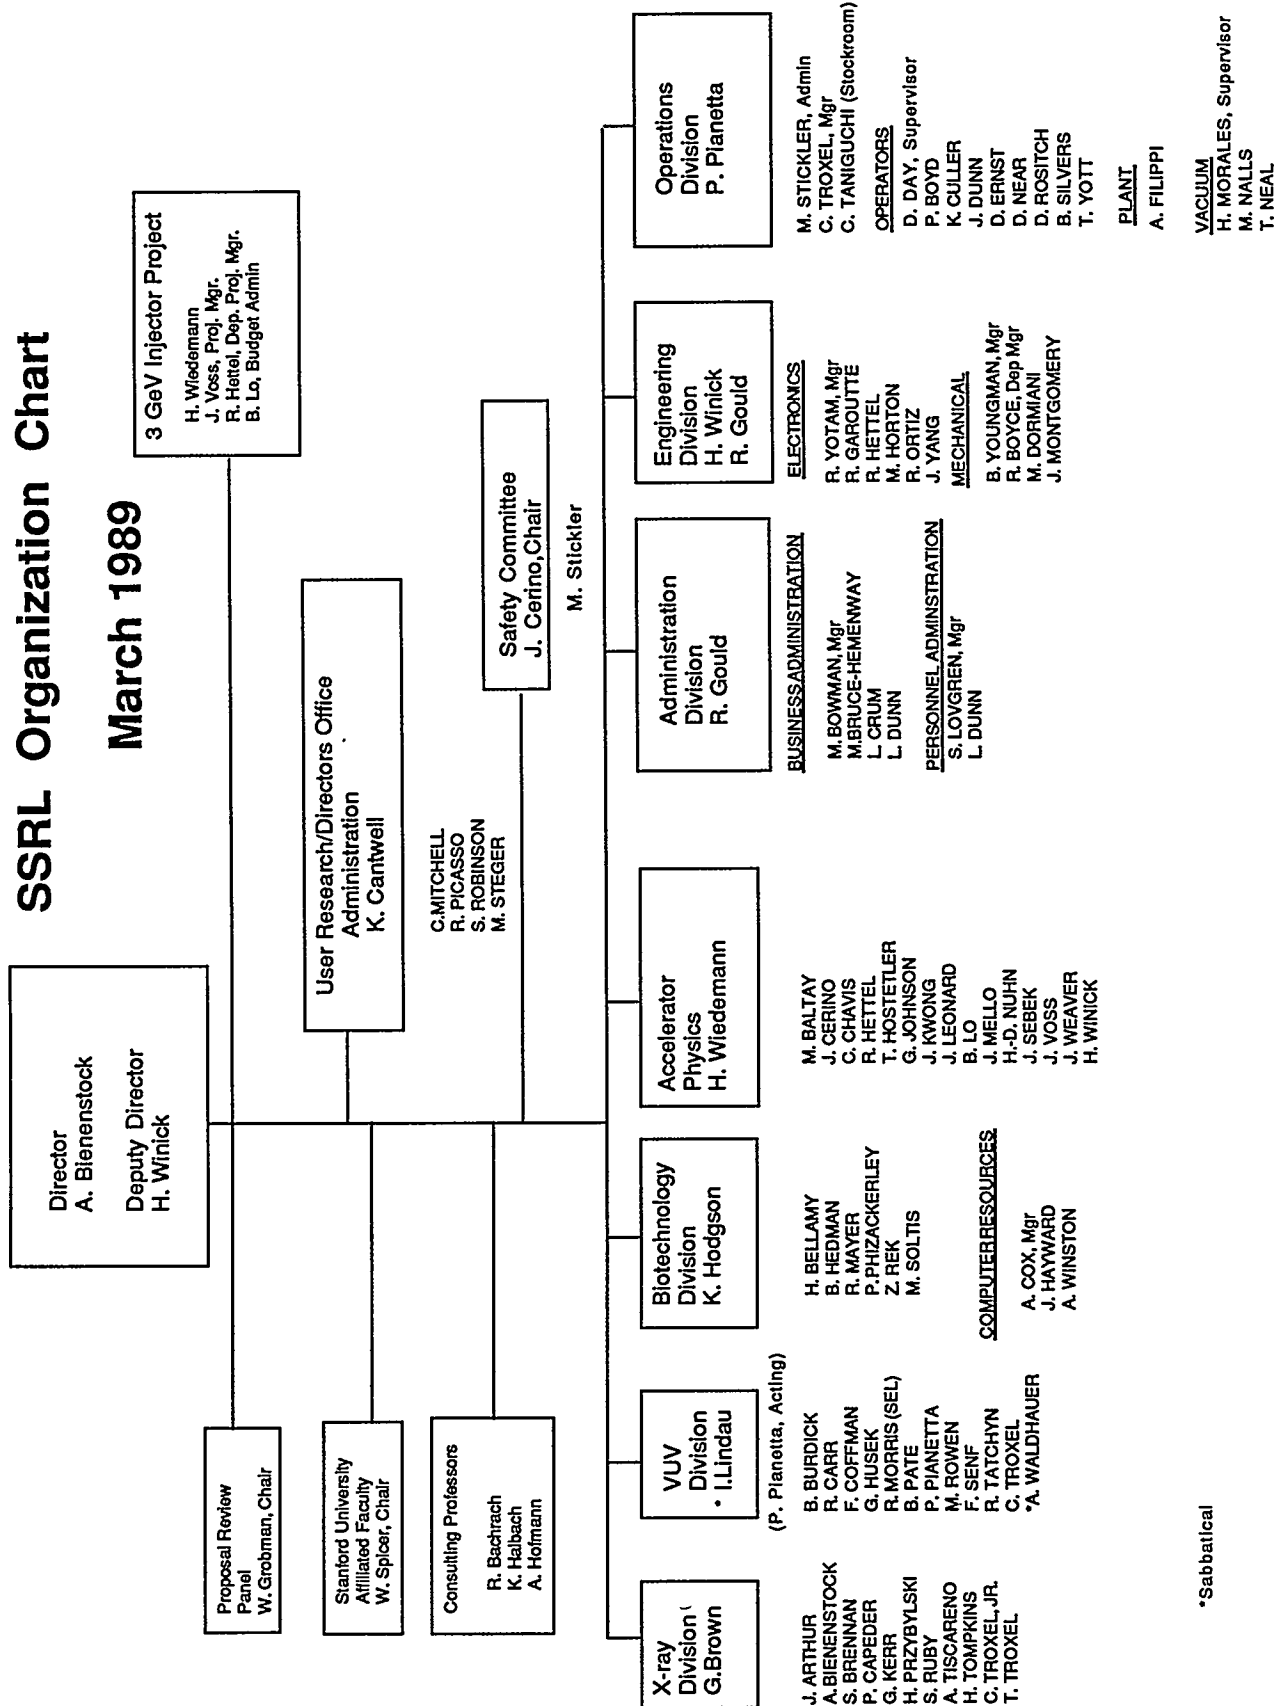 SSRL Organization Chart
March 1989
Director
A. Bienenstock
Deputy Director
H. Winick
3 GeV Injector Project
H. Wiedemann
J. Voss, Proj. Mgr.
R. Hettel, Dep. Proj. Mgr.
B. Lo, Budget Admin
Proposal Review
Panel
W. Grobman, Chair
User Research/Directors Office
Administration
K. Cantwell
C.MITCHELL
R. PICASSO
S. ROBINSON
M. STEGER
Stanford University
Affiliated Faculty
W. Spicer, Chair
Consulting Professors
R. Bachrach
K. Halbach
A. Hofmann
Safety Committee
J. Cerino,Chair
M. Stickler
X-ray
Division
G.Brown
J. ARTHUR
A.BIENENSTOCK
S. BRENNAN
P. CAPEDER
G. KERR
H. PRZYBYLSKI
S. RUBY
A. TISCARENO
H. TOMPKINS
C. TROXEL,JR.
T. TROXEL
VUV
Division
* I.Lindau
(P. Pianetta, Acting)
B. BURDICK
R. CARR
F. COFFMAN
G. HUSEK
R. MORRIS (SEL)
B. PATE
P. PIANETTA
M. ROWEN
F. SENF
R. TATCHYN
C. TROXEL
*A. WALDHAUER
Biotechnology
Division
K. Hodgson
H. BELLAMY
B. HEDMAN
R. MAYER
P.PHIZACKERLEY
Z. REK
M. SOLTIS
COMPUTER RESOURCES
A. COX, Mgr
J. HAYWARD
A. WINSTON
Accelerator
Physics
H. Wiedemann
M. BALTAY
J. CERINO
C. CHAVIS
R. HETTEL
T. HOSTETLER
G. JOHNSON
J. KWONG
J. LEONARD
B. LO
J. MELLO
H.-D. NUHN
J. SEBEK
J. VOSS
J. WEAVER
H. WINICK
Administration
Division
R. Gould
BUSINESS ADMINISTRATION
M.BOWMAN,Mgr
M.BRUCE-HEMENWAY
L. CRUM
L. DUNN
PERSONNEL ADMINSTRATION
S. LOVGREN, Mgr
L. DUNN
Engineering
Division
H. Winick
R. Gould
ELECTRONICS
R. YOTAM, Mgr
R. GAROUTTE
R. HETTEL
M. HORTON
R. ORTIZ
J. YANG
MECHANICAL
B. YOUNGMAN, Mgr
R. BOYCE, Dep Mgr
M. DORMIANI
J. MONTGOMERY
Operations
Division
P. Pianetta
M. STICKLER, Admin
C. TROXEL, Mgr
C. TANIGUCHI (Stockroom)
OPERATORS
D. DAY, Supervisor
P. BOYD
K. CULLER
J. DUNN
D. ERNST
D. NEAR
D. ROSITCH
B. SILVERS
T. YOTT
PLANT
A. FILIPPI
VACUUM
H. MORALES, Supervisor
M. NALLS
T. NEAL
*Sabbatical